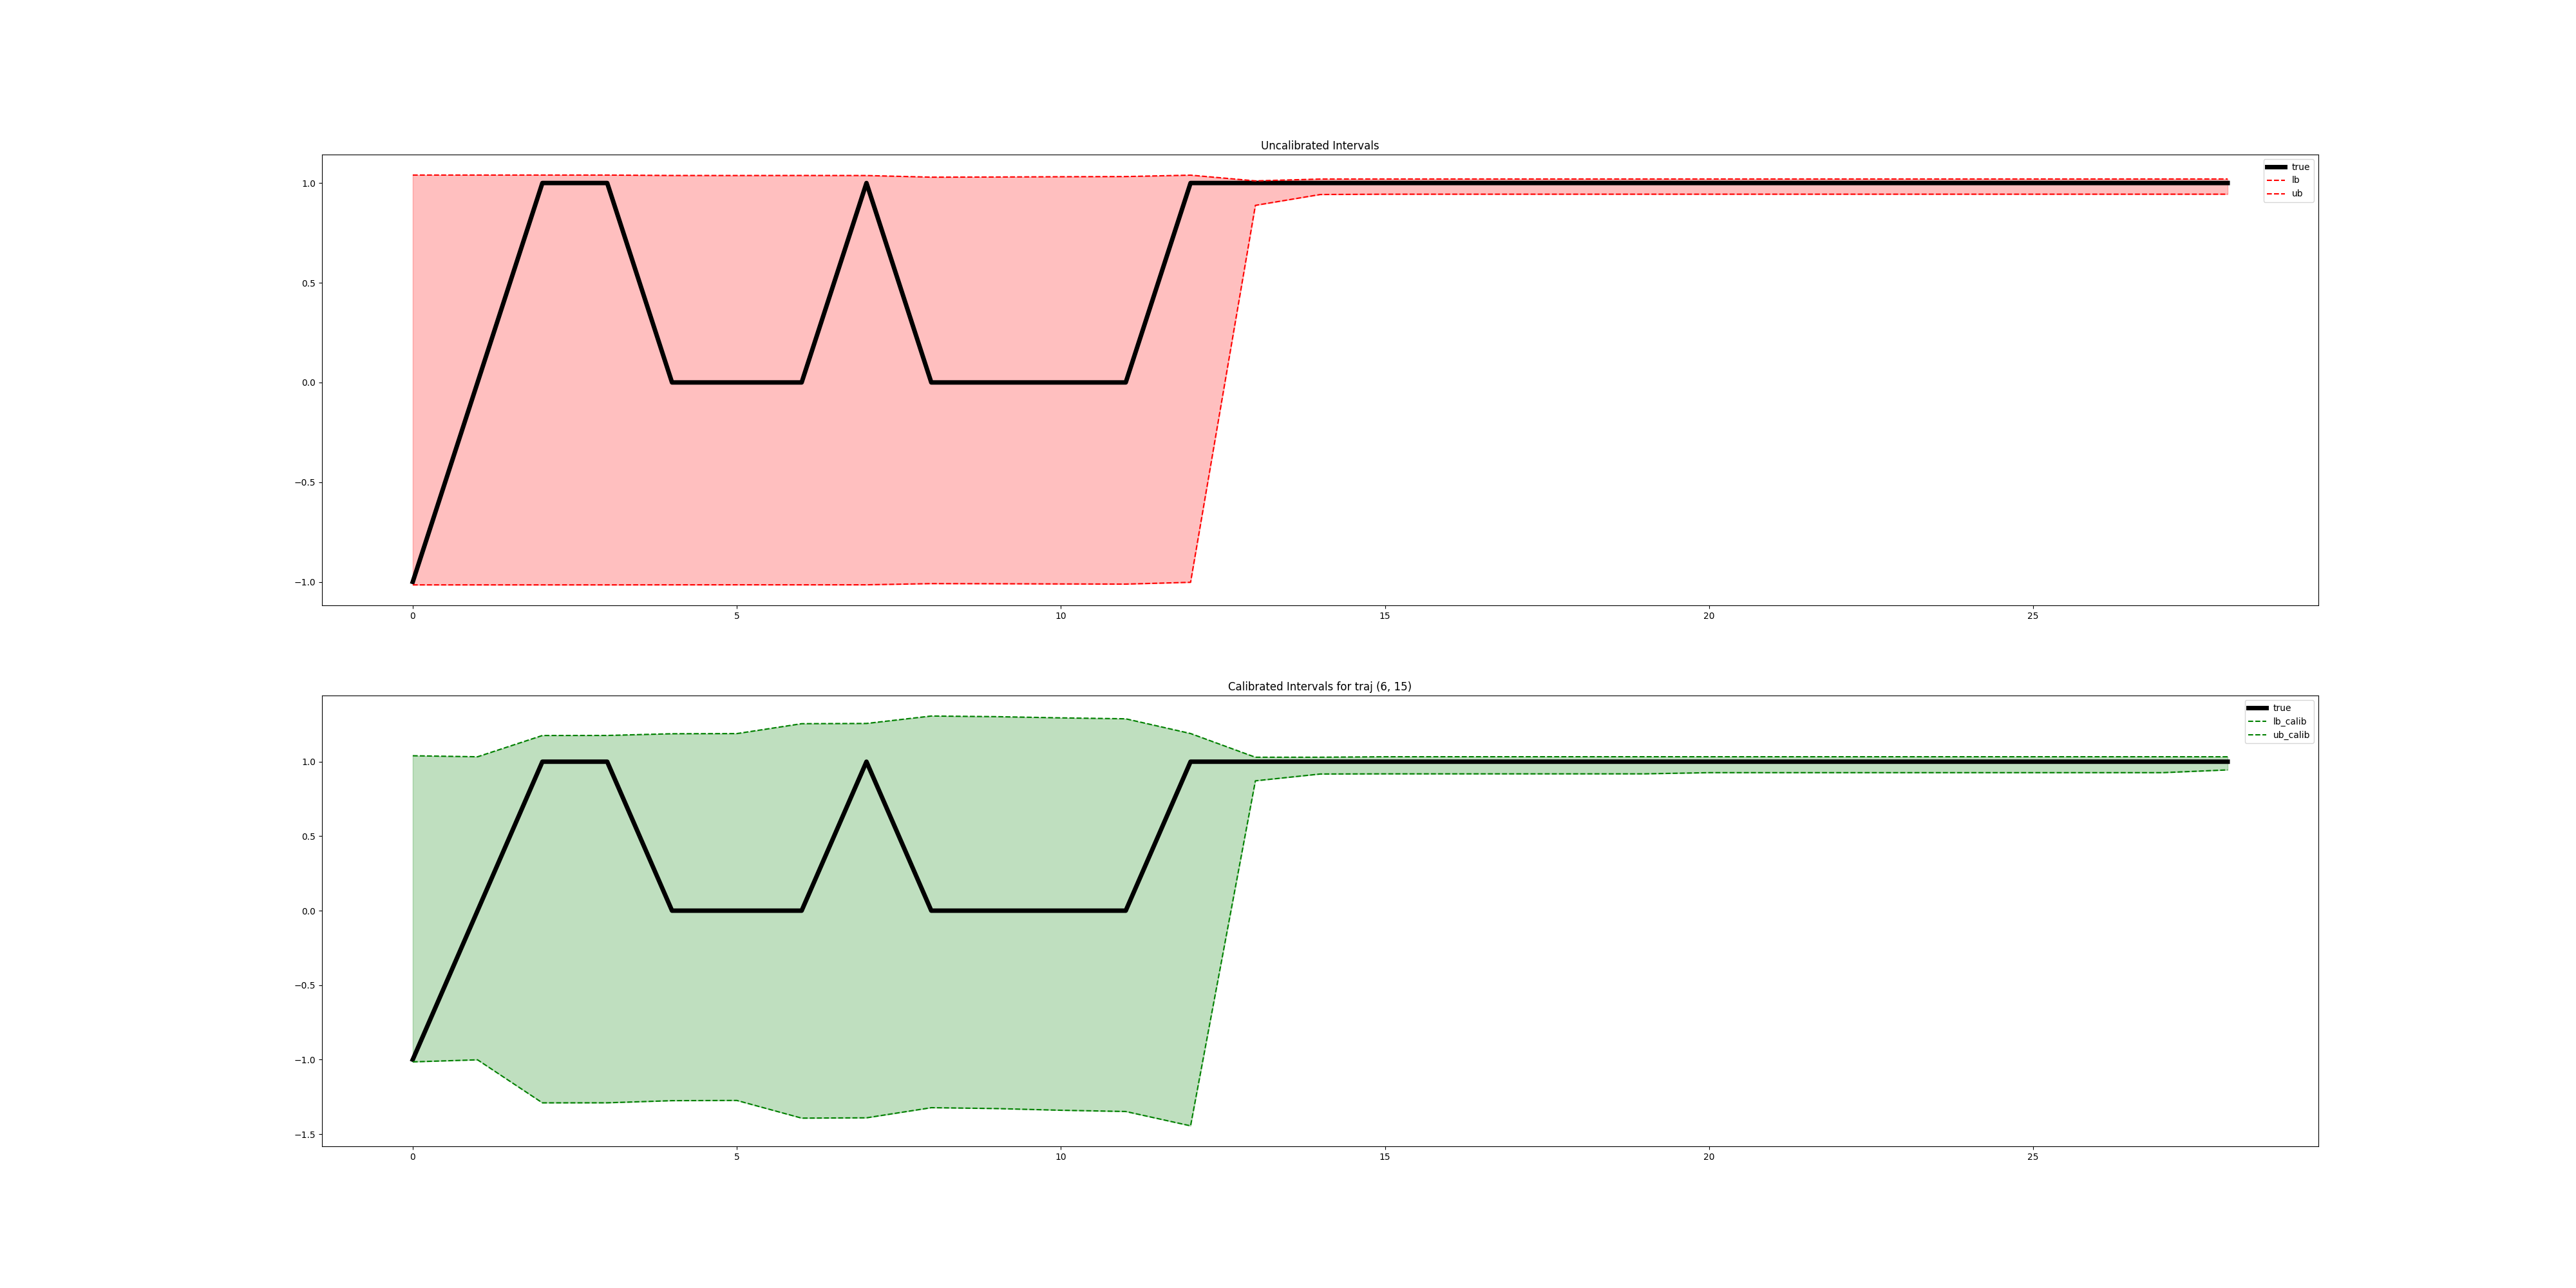 Uncalibrated Intervals
true
lb
ub
1.0
0.5
0.0
−0.5
−1.0
0 5 10 15 20 25
Calibrated Intervals for traj (6, 15)
true
lb_calib
ub_calib
1.0
0.5
0.0
−0.5
−1.0
−1.5
0 5 10 15 20 25